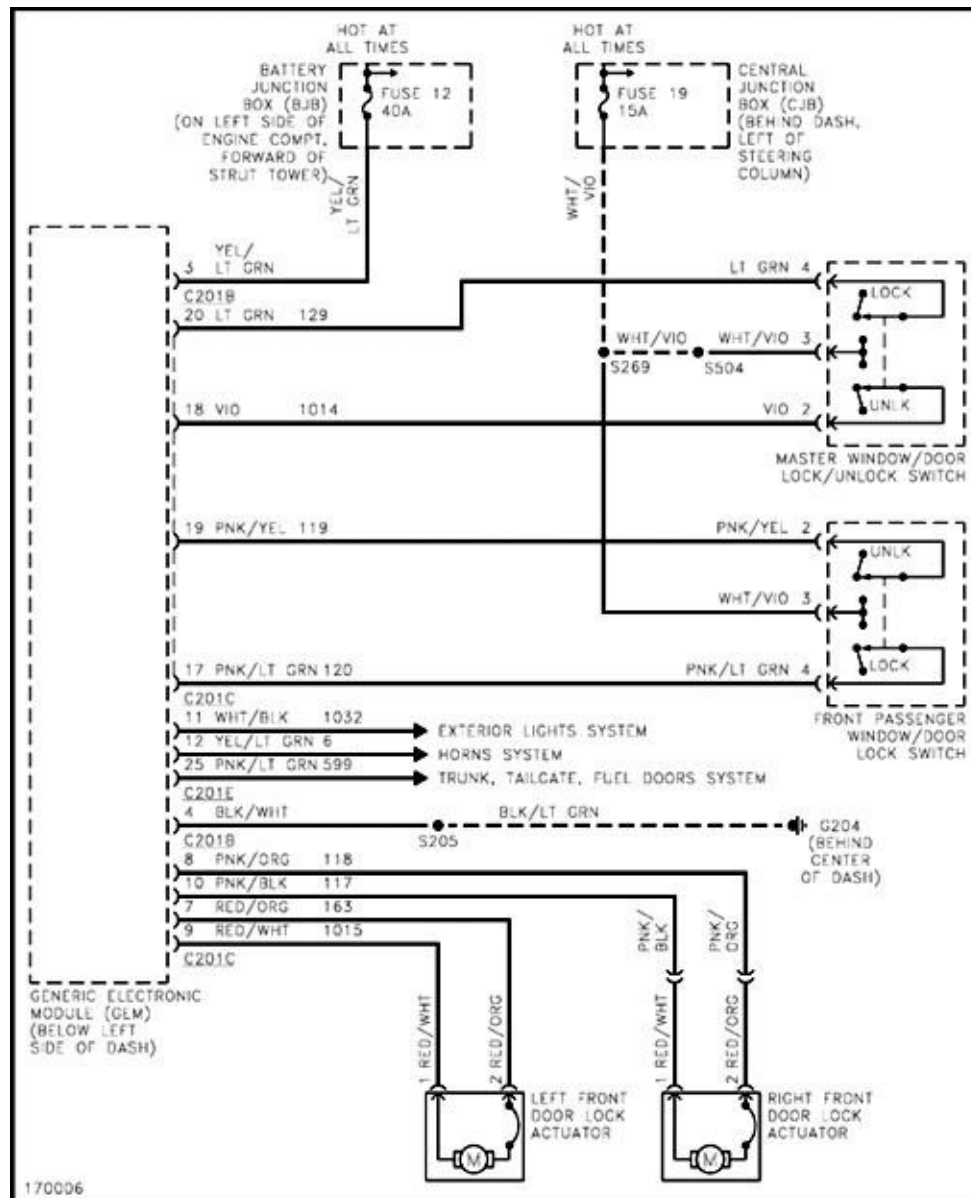 HOT AT
ALL TIMES
HOT AT
ALL TIMES
BATTERY
JUNCTION
BOX (BJB)
(ON LEFT SIDE OF
ENGINE COMPT,
FORWARD OF
STRUT TOWER)
FUSE 12
40A
FUSE 19
15A
CENTRAL
JUNCTION
BOX (CJB)
(BEHIND DASH,
LEFT OF
STEERING
COLUMN)
YEL/
LT GRN
WHT/
VIO
3 YEL/
LT GRN
C201B
20 LT GRN 129
LT GRN 4
LOCK
WHT/VIO
WHT/VIO 3
S269
S504
18 VIO 1014
VIO 2
UNLK
MASTER WINDOW/DOOR
LOCK/UNLOCK SWITCH
19 PNK/YEL 119
PNK/YEL 2
UNLK
WHT/VIO 3
17 PNK/LT GRN 120
PNK/LT GRN 4
LOCK
C201C
FRONT PASSENGER
WINDOW/DOOR
LOCK SWITCH
11 WHT/BLK 1032
EXTERIOR LIGHTS SYSTEM
12 YEL/LT GRN 6
HORNS SYSTEM
25 PNK/LT GRN 599
TRUNK, TAILGATE, FUEL DOORS SYSTEM
C201E
4 BLK/WHT
BLK/LT GRN
C201B
S205
G204
(BEHIND
CENTER
OF DASH)
8 PNK/ORG 118
10 PNK/BLK 117
7 RED/ORG 163
9 RED/WHT 1015
C201C
PNK/
BLK
PNK/
ORG
GENERIC ELECTRONIC
MODULE (GEM)
(BELOW LEFT
SIDE OF DASH)
1 RED/WHT
2 RED/ORG
1 RED/WHT
2 RED/ORG
LEFT FRONT
DOOR LOCK
ACTUATOR
RIGHT FRONT
DOOR LOCK
ACTUATOR
M
M
170006